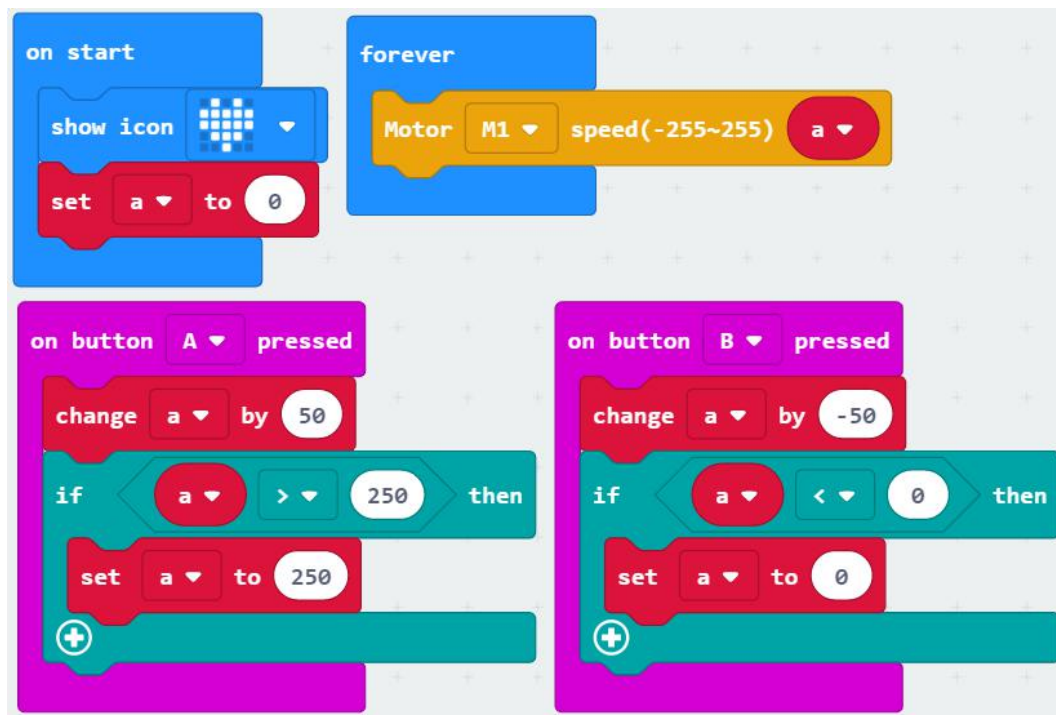 on start
show icon
set a to 0
forever
Motor M1 speed(-255~255) a
on button A pressed
change a by 50
if a > 250 then
set a to 250
on button B pressed
change a by -50
if a < 0 then
set a to 0